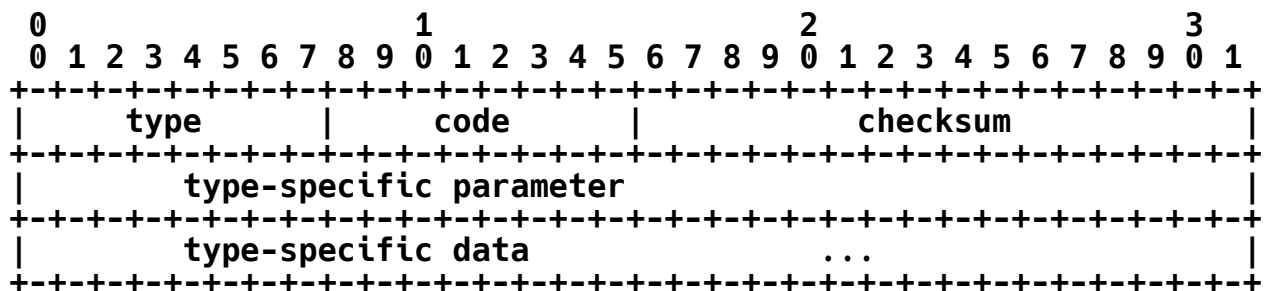 0                   1                   2                   3
 0 1 2 3 4 5 6 7 8 9 0 1 2 3 4 5 6 7 8 9 0 1 2 3 4 5 6 7 8 9 0 1
+-+-+-+-+-+-+-+-+-+-+-+-+-+-+-+-+-+-+-+-+-+-+-+-+-+-+-+-+-+-+-+-+
|     type      |     code      |           checksum            |
+-+-+-+-+-+-+-+-+-+-+-+-+-+-+-+-+-+-+-+-+-+-+-+-+-+-+-+-+-+-+-+-+
|        type-specific parameter                                |
+-+-+-+-+-+-+-+-+-+-+-+-+-+-+-+-+-+-+-+-+-+-+-+-+-+-+-+-+-+-+-+-+
|        type-specific data               ...                   |
+-+-+-+-+-+-+-+-+-+-+-+-+-+-+-+-+-+-+-+-+-+-+-+-+-+-+-+-+-+-+-+-+